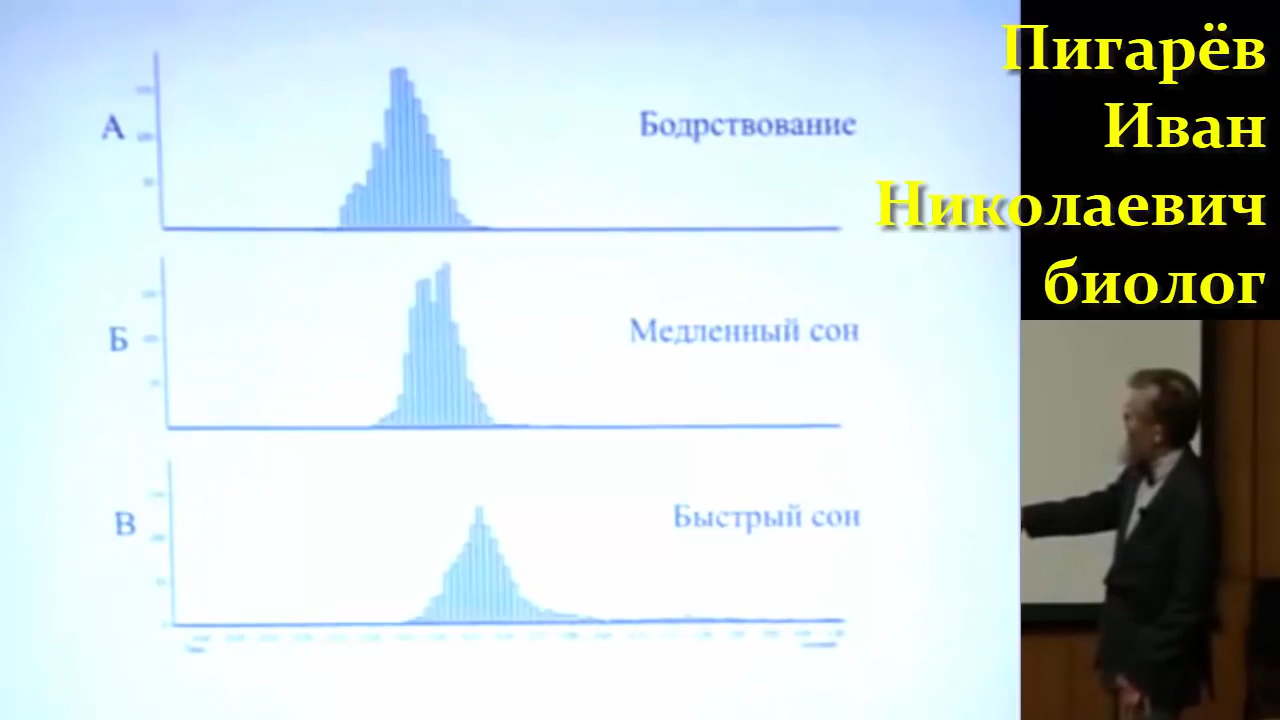 Пигарёв
Иван
Николаевич
биолог
А
Бодрствование
Б
Медленный сон
В
Быстрый сон